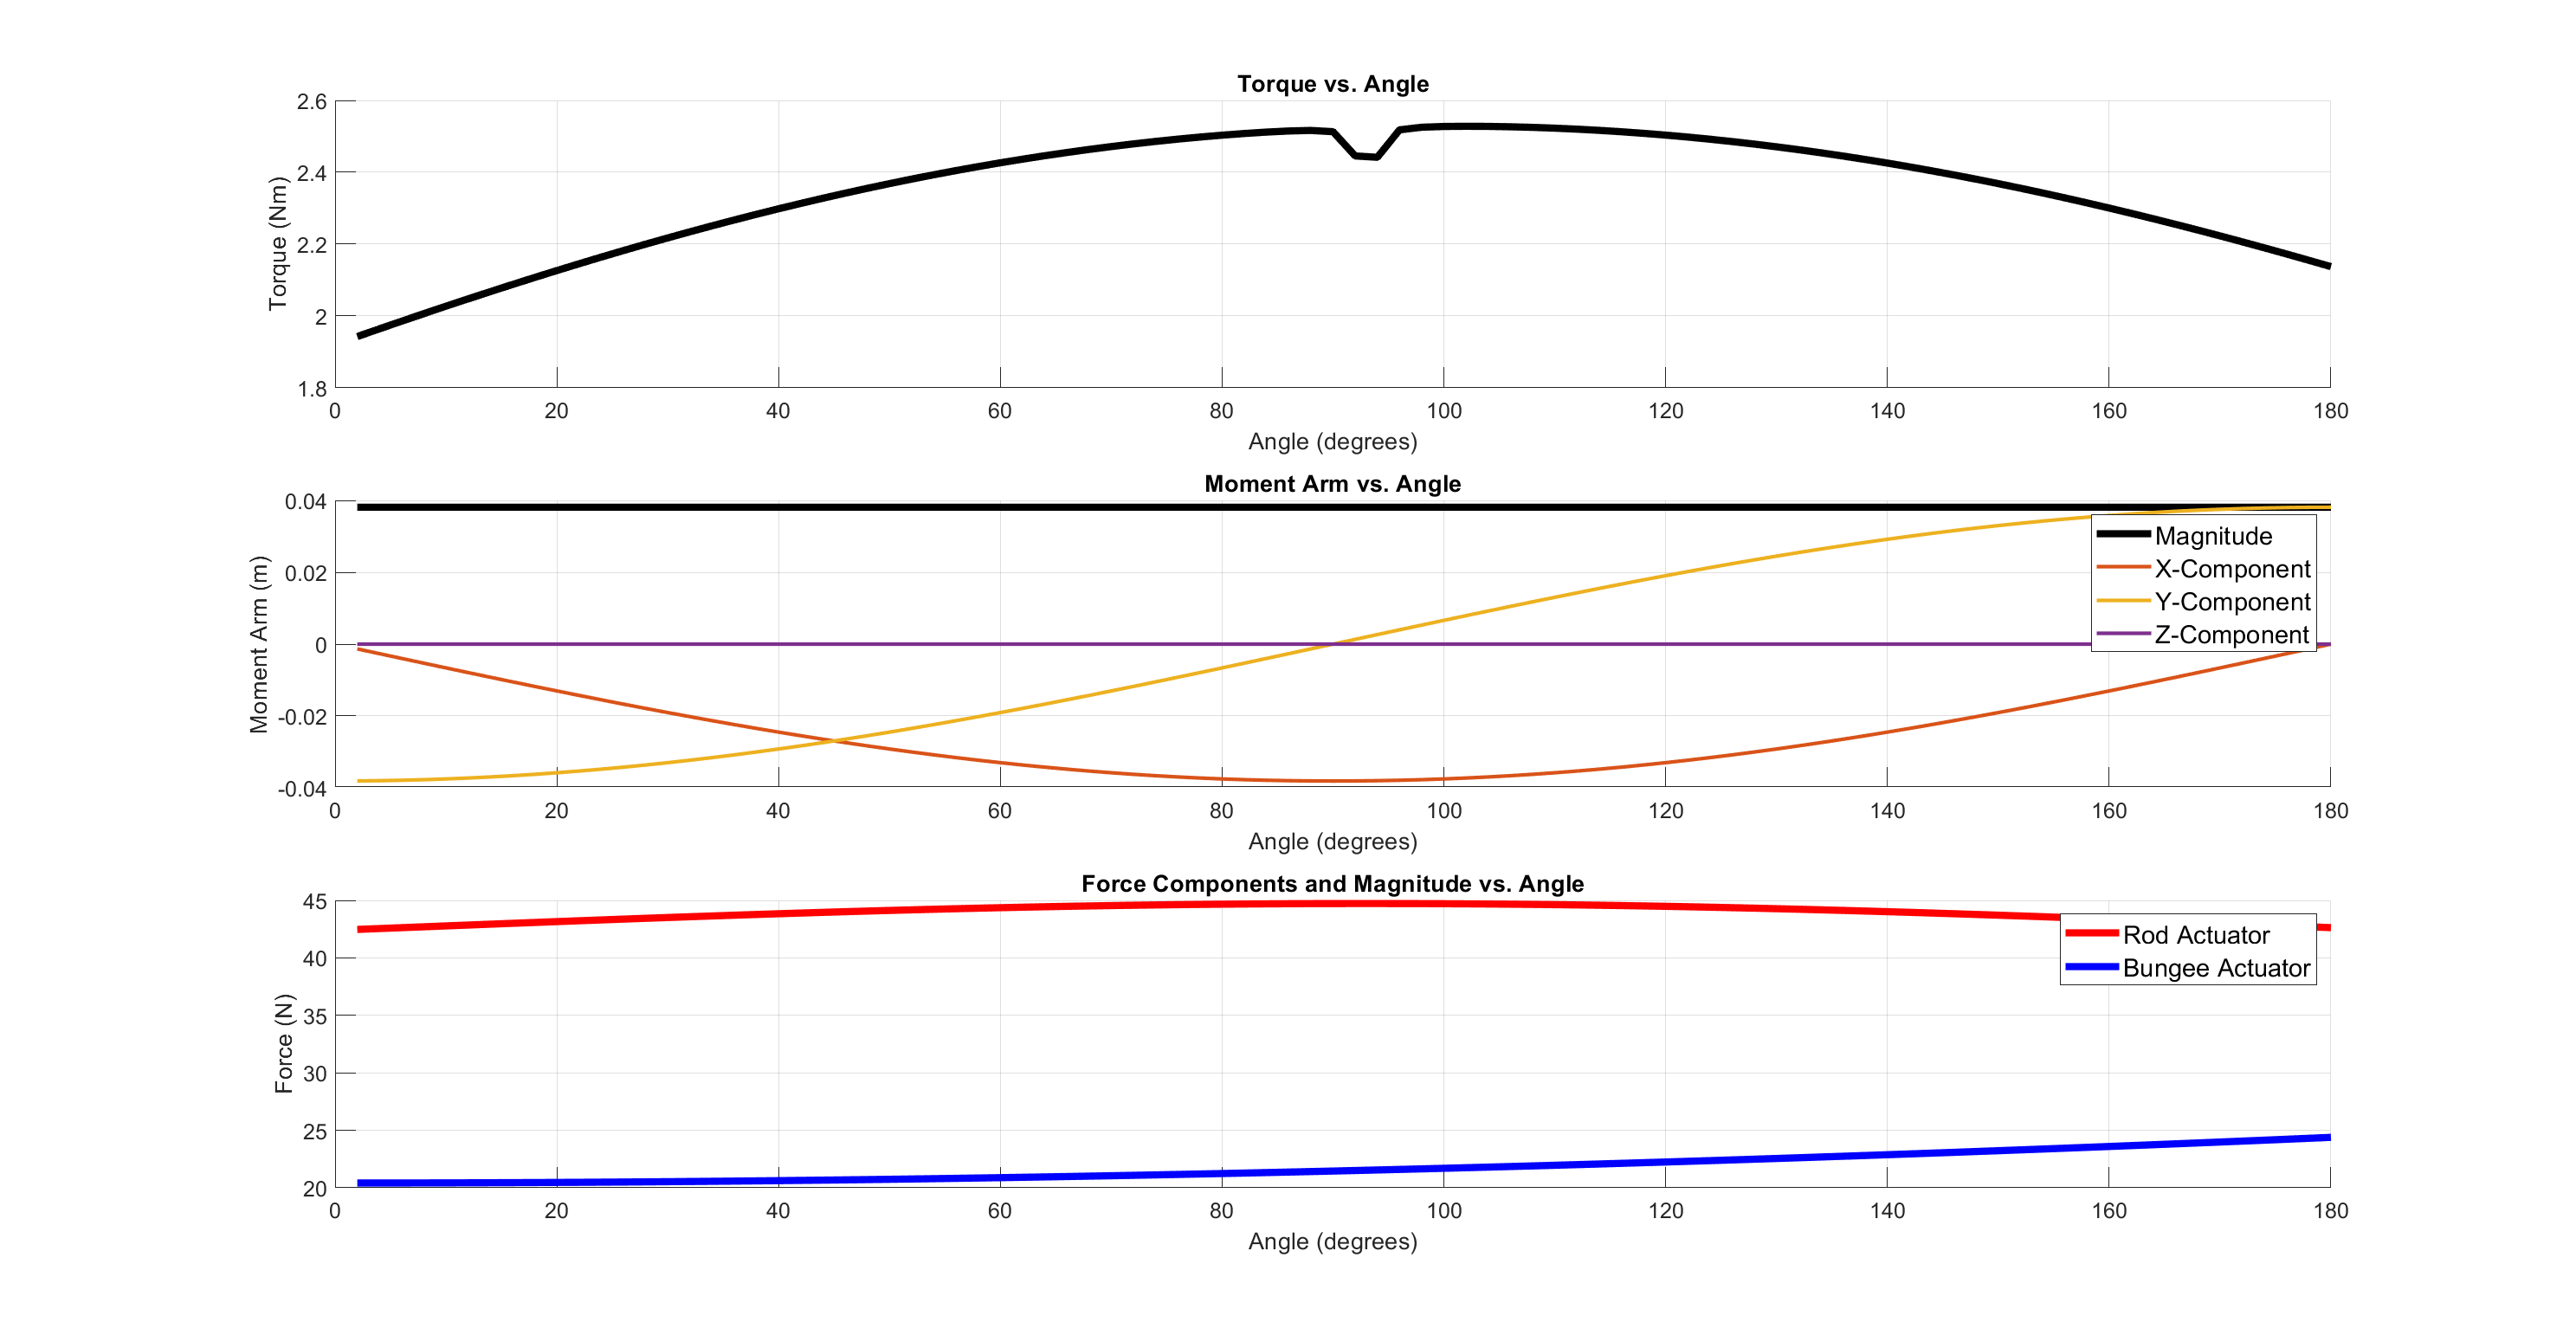 Torque vs. Angle
2.6
2.4
2.2
2
1.8
Torque (Nm)
0 20 40 60 80 100 120 140 160 180
Angle (degrees)
Moment Arm vs. Angle
0.04
0.02
0
-0.02
-0.04
Moment Arm (m)
Magnitude
X-Component
Y-Component
Z-Component
0 20 40 60 80 100 120 140 160 180
Angle (degrees)
Force Components and Magnitude vs. Angle
45
40
35
30
25
20
Force (N)
Rod Actuator
Bungee Actuator
0 20 40 60 80 100 120 140 160 180
Angle (degrees)